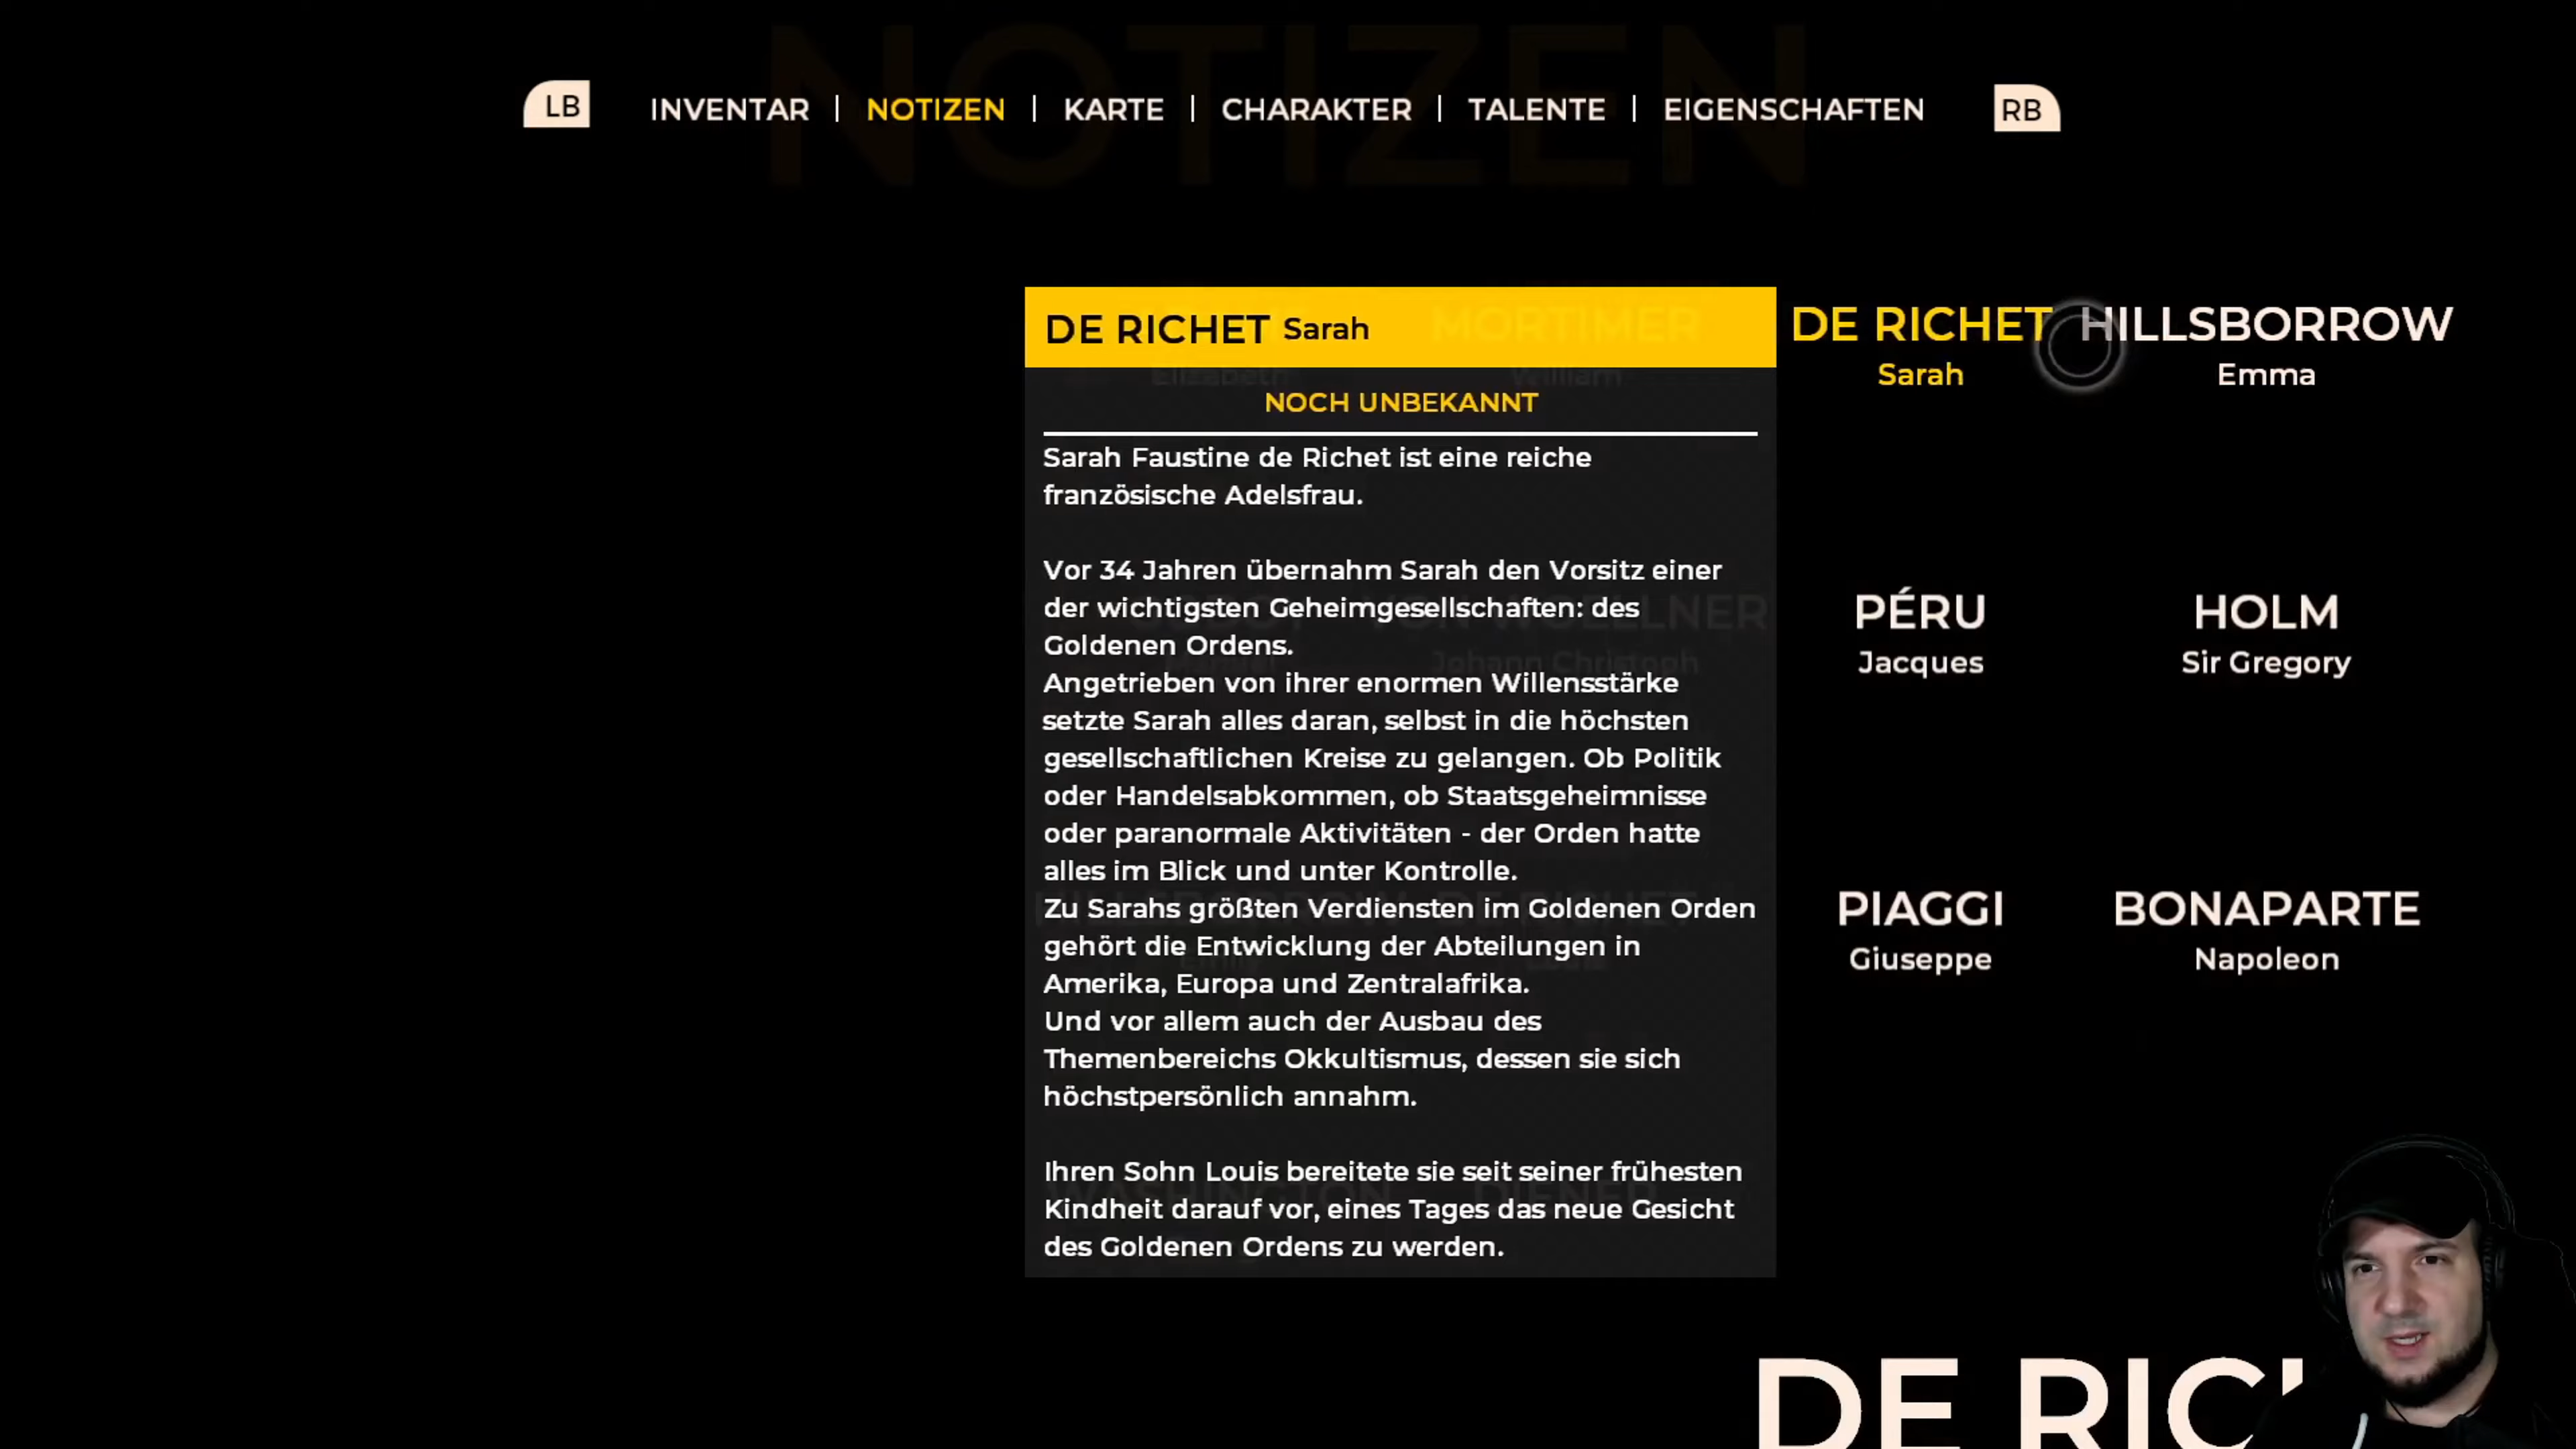 NOTIZEN
LB INVENTAR | NOTIZEN | KARTE | CHARAKTER | TALENTE | EIGENSCHAFTEN RB
DE RICHET Sarah
MORTIMER
Elisabeth
William
NOCH UNBEKANNT
Sarah Faustine de Richet ist eine reiche
französische Adelsfrau.
Vor 34 Jahren übernahm Sarah den Vorsitz einer
der wichtigsten Geheimgesellschaften: des
Goldenen Ordens.
Angetrieben von ihrer enormen Willensstärke
setzte Sarah alles daran, selbst in die höchsten
gesellschaftlichen Kreise zu gelangen. Ob Politik
oder Handelsabkommen, ob Staatsgeheimnisse
oder paranormale Aktivitäten - der Orden hatte
alles im Blick und unter Kontrolle.
Zu Sarahs größten Verdiensten im Goldenen Orden
gehört die Entwicklung der Abteilungen in
Amerika, Europa und Zentralafrika.
Und vor allem auch der Ausbau des
Themenbereichs Okkultismus, dessen sie sich
höchstpersönlich annahm.
Ihren Sohn Louis bereitete sie seit seiner frühesten
Kindheit darauf vor, eines Tages das neue Gesicht
des Goldenen Ordens zu werden.
DE RICHET
Sarah
HILLSBORROW
Emma
PÉRU
Jacques
HOLM
Sir Gregory
PIAGGI
Giuseppe
BONAPARTE
Napoleon
DE RIC